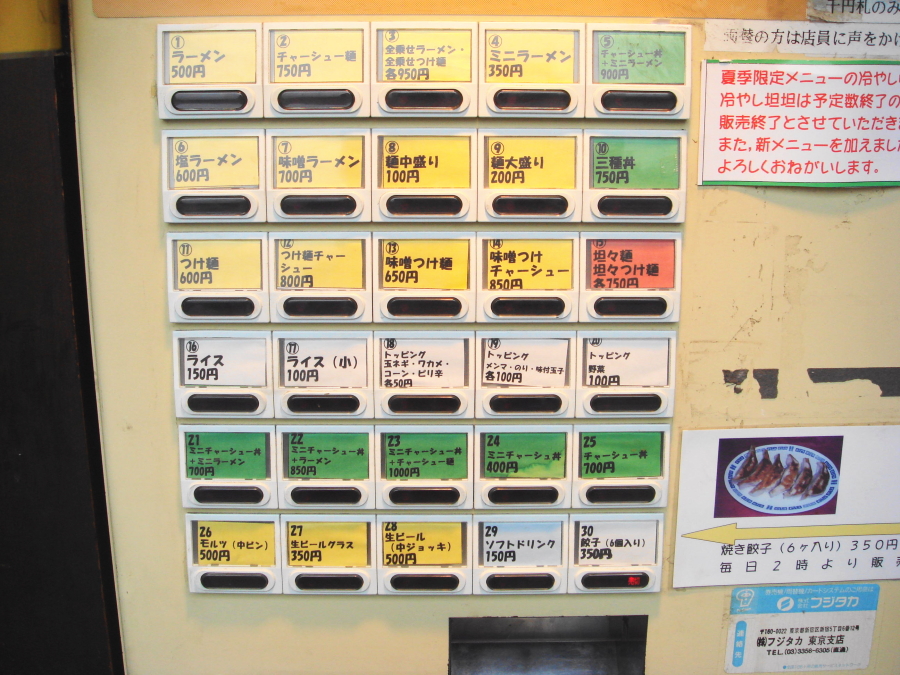 千円札のみ
両替の方は店員に声をかけ
①
ラーメン
500円
②
チャーシュー麺
750円
③
全乗せラーメン・
全乗せつけ麺
各950円
④
ミニラーメン
350円
⑤
チャーシュー丼
+ミニラーメン
900円
⑥
塩ラーメン
600円
⑦
味噌ラーメン
700円
⑧
麺中盛り
100円
⑨
麺大盛り
200円
⑩
三種丼
750円
⑪
つけ麺
600円
⑫
つけ麺チャー
シュー
800円
⑬
味噌つけ麺
650円
⑭
味噌つけ
チャーシュー
850円
⑮
坦々麺
坦々つけ麺
各750円
⑯
ライス
150円
⑰
ライス(小)
100円
⑱
トッピング
玉ネギ・ワカメ・
コーン・ピリ辛
各50円
⑲
トッピング
メンマ・のり・味付玉子
各100円
⑳
トッピング
野菜
100円
21
ミニチャーシュー丼
+ミニラーメン
700円
22
ミニチャーシュー丼
+ラーメン
850円
23
ミニチャーシュー丼
+チャーシュー麺
1000円
24
ミニチャーシュ丼
400円
25
チャーシュー丼
700円
26
モルツ(中ビン)
500円
27
生ビールグラス
350円
28
生ビール
(中ジョッキ)
500円
29
ソフトドリンク
150円
30
餃子(6個入り)
350円
夏季限定メニューの冷やし
冷やし坦坦は予定数終了の
販売終了とさせていただき
また,新メニューを加えまし
よろしくおねがいします。
焼き餃子(6ヶ入り)350円
毎日2時より販
フジタカ
連絡先
㈱フジタカ 東京支店
TEL.(03)3356-5305(直通)